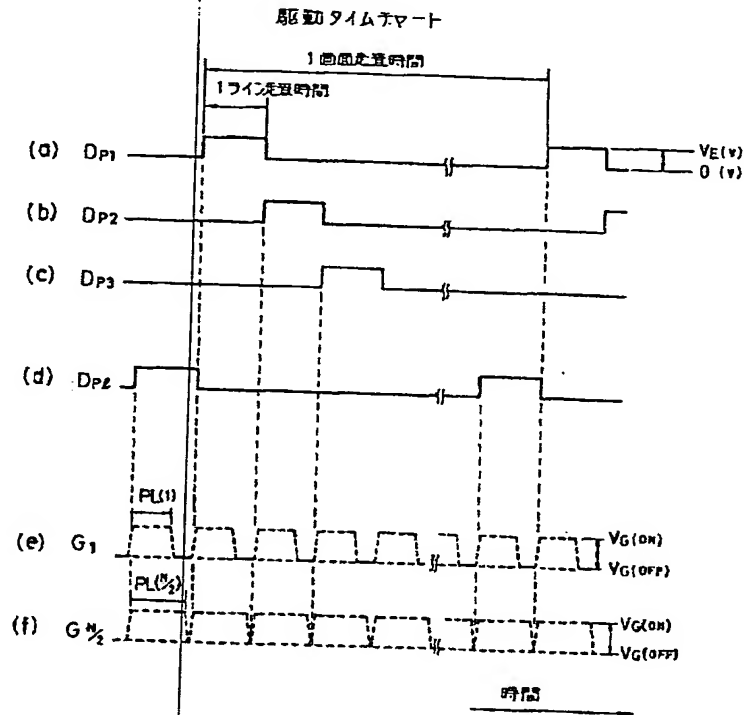 駆動タイムチャート
1画面走査時間
1ライン走査時間
(a) DP1 VE(v)
0 (v)
(b) DP2
(c) DP3
(d) DPℓ
PL(1)
(e) G1 VG(ON)
VG(OFF)
PL(N/2)
(f) G N/2 VG(ON)
VG(OFF)
時間